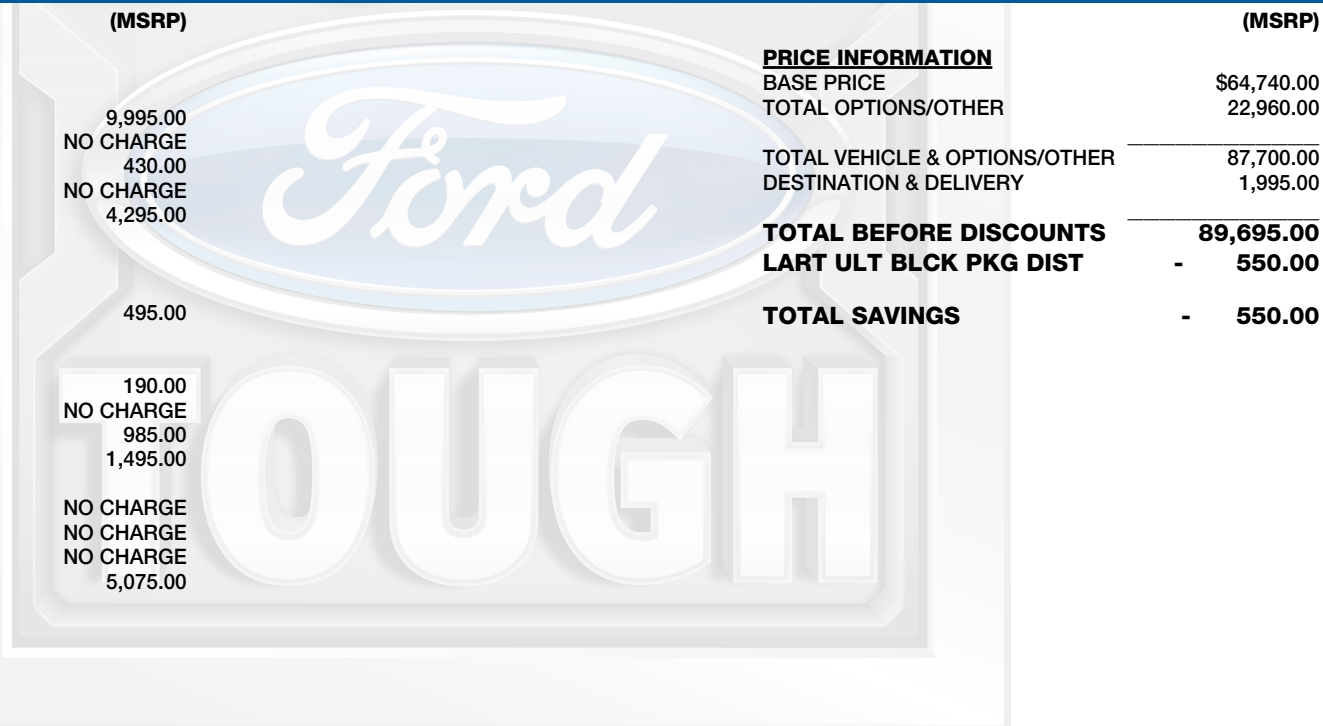 (MSRP)
9,995.00
NO CHARGE
430.00
NO CHARGE
4,295.00
495.00
190.00
NO CHARGE
985.00
1,495.00
NO CHARGE
NO CHARGE
NO CHARGE
5,075.00
Ford
TOUGH
(MSRP)
PRICE INFORMATION
BASE PRICE $64,740.00
TOTAL OPTIONS/OTHER 22,960.00
TOTAL VEHICLE & OPTIONS/OTHER 87,700.00
DESTINATION & DELIVERY 1,995.00
TOTAL BEFORE DISCOUNTS 89,695.00
LART ULT BLCK PKG DIST - 550.00
TOTAL SAVINGS - 550.00